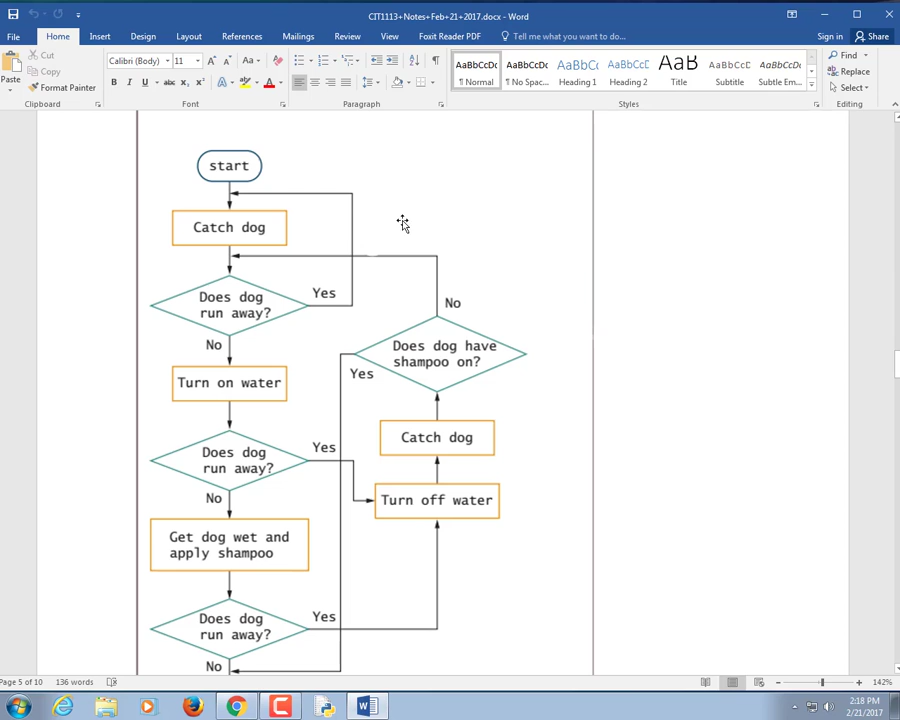 CIT1113+Notes+Feb+21+2017.docx - Word
File Home Insert Design Layout References Mailings Review View Foxit Reader PDF Tell me what you want to do... Sign in Share
Cut
Copy
Paste
Format Painter
Clipboard
Calibri (Body) 11
Font
Paragraph
AaBbCcDc AaBbCcDc AaBbCc AaBbCcC AaB AaBbCcD AaBbCcDc
¶ Normal ¶ No Spac... Heading 1 Heading 2 Title Subtitle Subtle Em...
Styles
Find
Replace
Select
Editing
start
Catch dog
Does dog
run away?
Yes
No
Turn on water
Does dog
run away?
Yes
No
Get dog wet and
apply shampoo
Does dog
run away?
Yes
No
No
Does dog have
shampoo on?
Yes
Catch dog
Turn off water
Page 5 of 10 136 words 142%
2:18 PM
2/21/2017